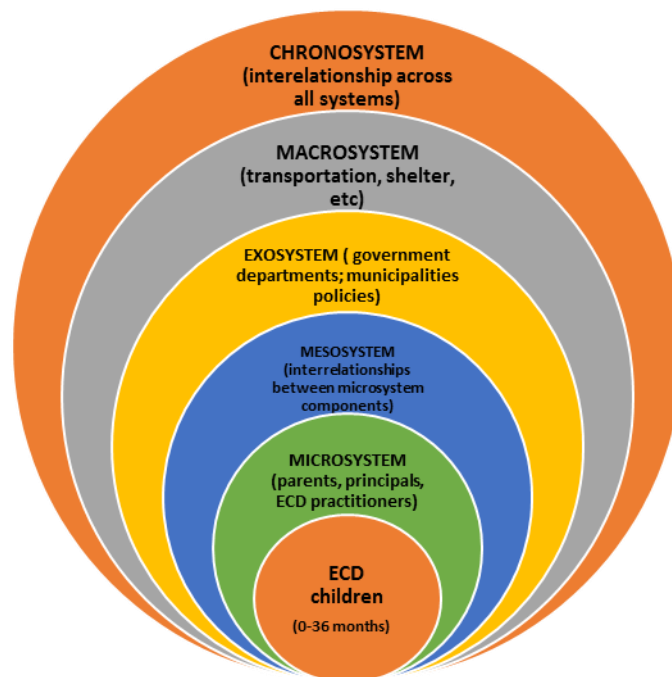 CHRONOSYSTEM
(interelationship across
all systems)
MACROSYSTEM
(transportation, shelter,
etc)
EXOSYSTEM ( government
departments; municipalities
policies)
MESOSYSTEM
(interrelationships
between microsystem
components)
MICROSYSTEM
(parents, principals,
ECD practitioners)
ECD
children
(0-36 months)